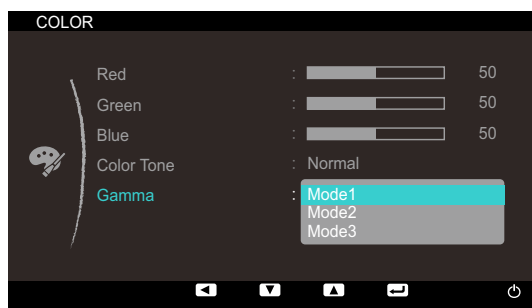 COLOR
Red : 50
Green : 50
Blue : 50
Color Tone : Normal
Gamma : Mode1
Mode2
Mode3